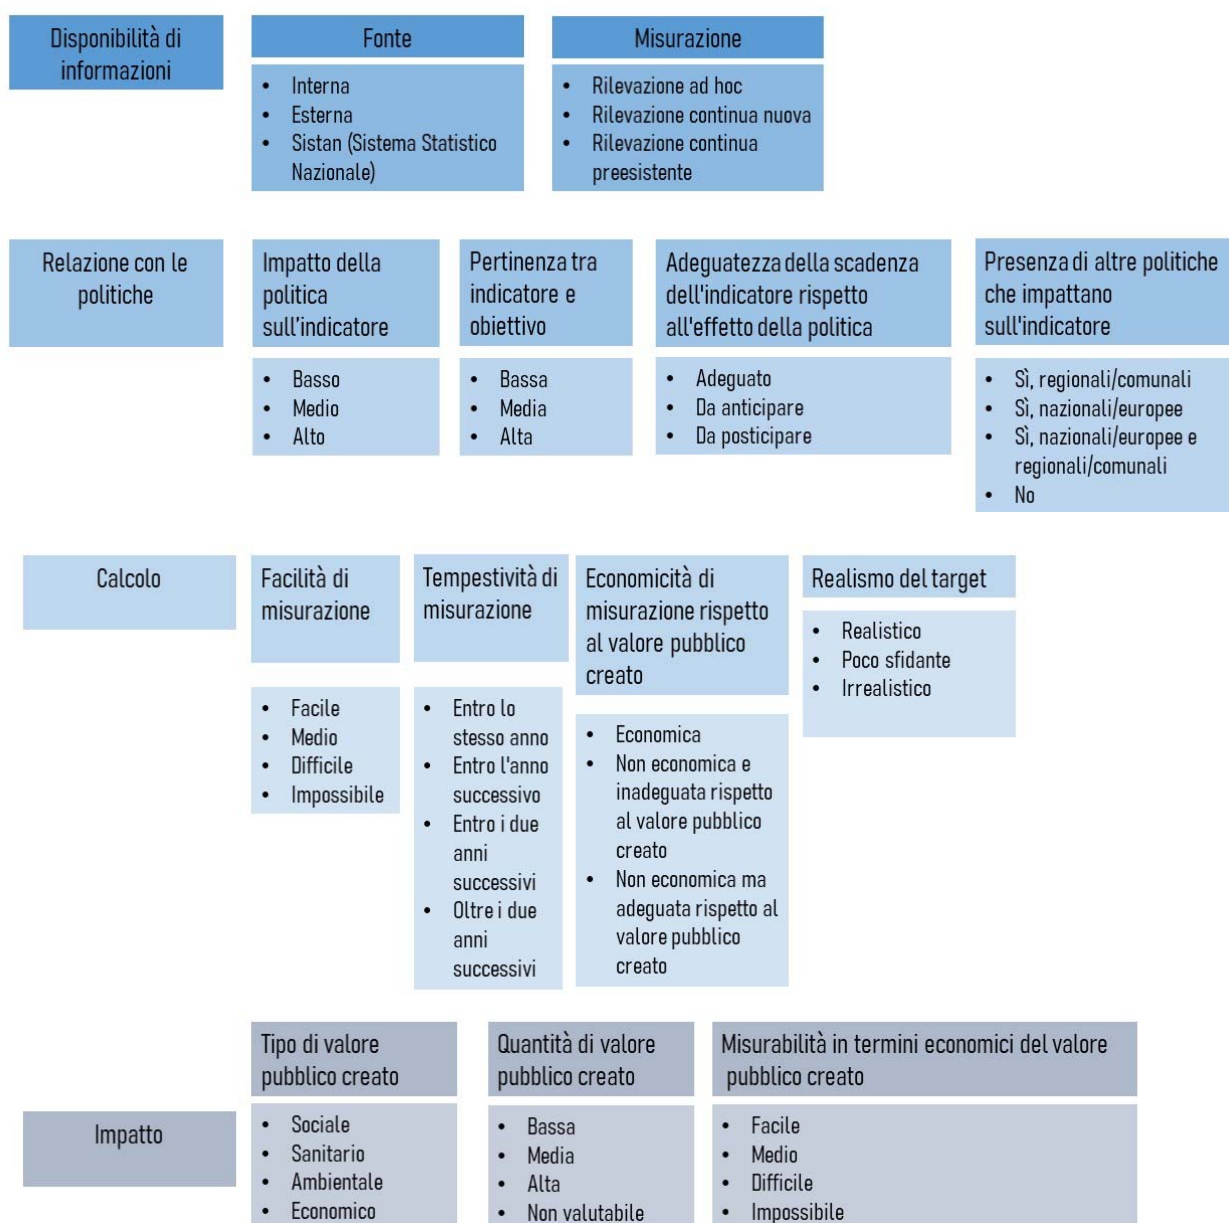 Disponibilità di
informazioni
Fonte
• Interna
• Esterna
• Sistan (Sistema Statistico
Nazionale)
Misurazione
• Rilevazione ad hoc
• Rilevazione continua nuova
• Rilevazione continua
preesistente
Relazione con le
politiche
Impatto della
politica
sull'indicatore
• Basso
• Medio
• Alto
Pertinenza tra
indicatore e
obiettivo
• Bassa
• Media
• Alta
Adeguatezza della scadenza
dell'indicatore rispetto
all'effetto della politica
• Adeguato
• Da anticipare
• Da posticipare
Presenza di altre politiche
che impattano
sull'indicatore
• Sì, regionali/comunali
• Sì, nazionali/europee
• Sì, nazionali/europee e
regionali/comunali
• No
Calcolo
Facilità di
misurazione
• Facile
• Medio
• Difficile
• Impossibile
Tempestività di
misurazione
• Entro lo
stesso anno
• Entro l'anno
successivo
• Entro i due
anni
successivi
• Oltre i due
anni
successivi
Economicità di
misurazione rispetto
al valore pubblico
creato
• Economica
• Non economica e
inadeguata rispetto
al valore pubblico
creato
• Non economica ma
adeguata rispetto al
valore pubblico
creato
Realismo del target
• Realistico
• Poco sfidante
• Irrealistico
Impatto
Tipo di valore
pubblico creato
• Sociale
• Sanitario
• Ambientale
• Economico
Quantità di valore
pubblico creato
• Bassa
• Media
• Alta
• Non valutabile
Misurabilità in termini economici del valore
pubblico creato
• Facile
• Medio
• Difficile
• Impossibile